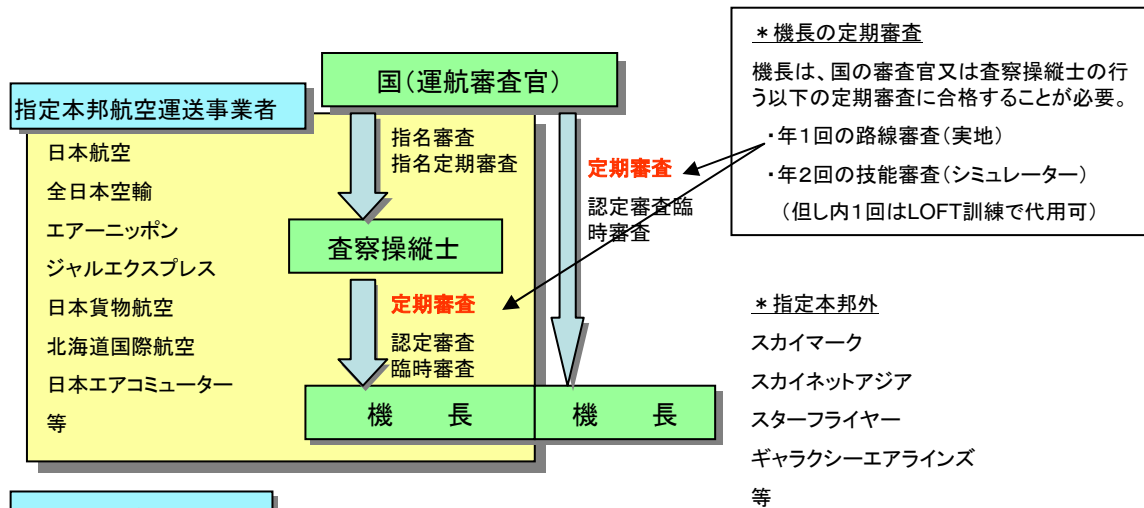 国(運航審査官)
指定本邦航空運送事業者
日本航空
全日本空輸
エアーニッポン
ジャルエクスプレス
日本貨物航空
北海道国際航空
日本エアコミューター
等
指名審査
指名定期審査
査察操縦士
定期審査
認定審査
臨時審査
定期審査
認定審査臨
時審査
機 長
機 長
*機長の定期審査
機長は、国の審査官又は査察操縦士の行
う以下の定期審査に合格することが必要。
・年1回の路線審査(実地)
・年2回の技能審査(シミュレーター)
(但し内1回はLOFT訓練で代用可)
*指定本邦外
スカイマーク
スカイネットアジア
スターフライヤー
ギャラクシーエアラインズ
等